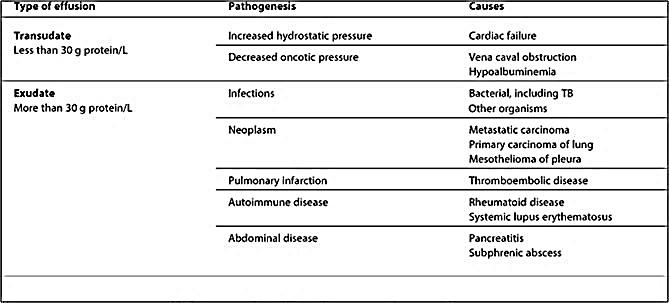 Type of effusion Pathogenesis Causes
Transudate Increased hydrostatic pressure Cardiac failure
Less than 30 g protein/L
Decreased oncotic pressure Vena caval obstruction
Hypoalbuminemia
Exudate Infections Bacterial, including TB
More than 30 g protein/L Other organisms
Neoplasm Metastatic carcinoma
Primary carcinoma of lung
Mesothelioma of pleura
Pulmonary infarction Thromboembolic disease
Autoimmune disease Rheumatoid disease
Systemic lupus erythematosus
Abdominal disease Pancreatitis
Subphrenic abscess